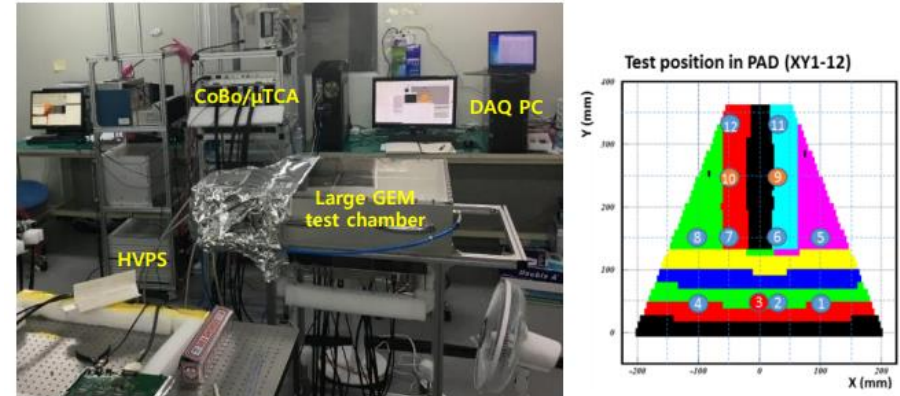 CoBo/μTCA
DAQ PC
Large GEM
test chamber
HVPS
Double A
Test position in PAD (XY1-12)
Y (mm)
400
300
200
100
0
12
11
10
9
8
7
6
5
4
3
2
1
-200
-100
0
100
200
X (mm)